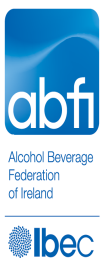 abfi
Alcohol Beverage
Federation
of Ireland
Ibec